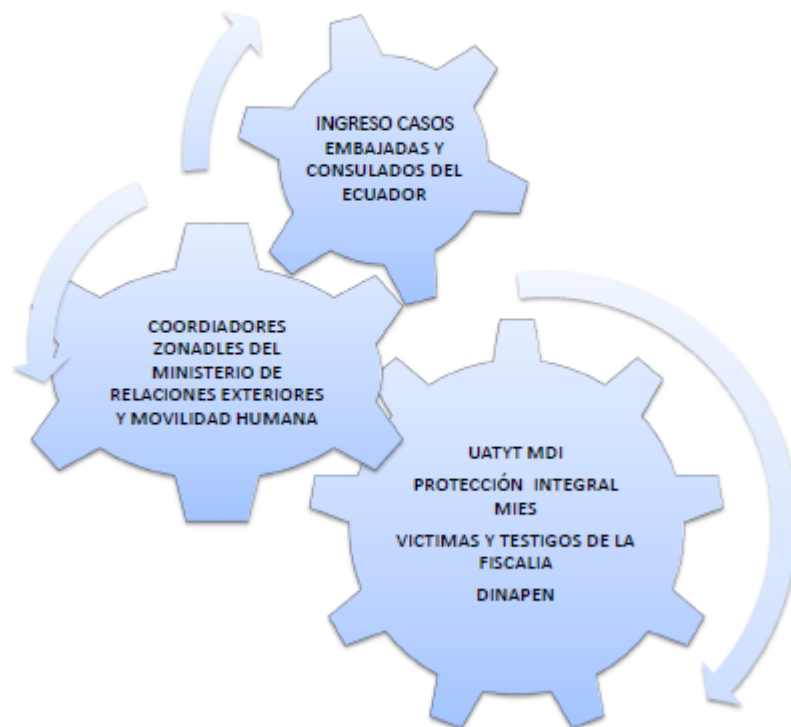 INGRESO CASOS
EMBAJADAS Y
CONSULADOS DEL
ECUADOR
COORDIADORES
ZONADLES DEL
MINISTERIO DE
RELACIONES EXTERIORES
Y MOVILIDAD HUMANA
UATYT MDI
PROTECCIÓN INTEGRAL
MIES
VICTIMAS Y TESTIGOS DE LA
FISCALIA
DINAPEN